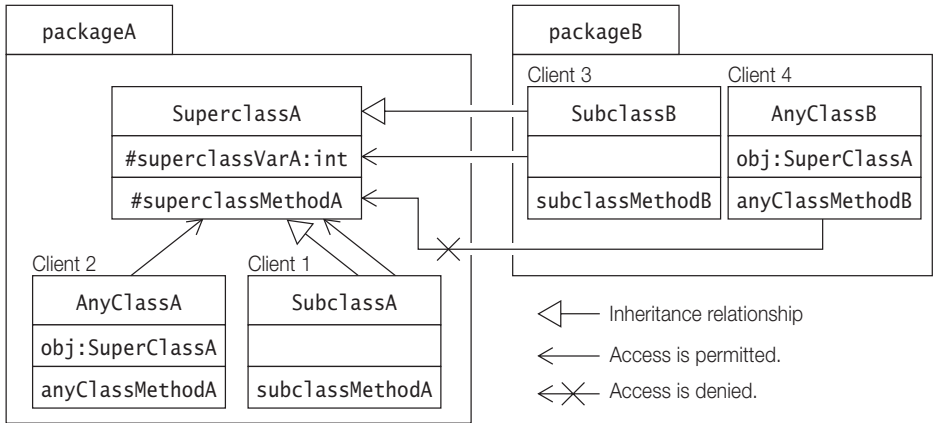 packageA
packageB
Client 3
Client 4
SuperclassA
SubclassB
AnyClassB
#superclassVarA:int
obj:SuperClassA
#superclassMethodA
subclassMethodB
anyClassMethodB
Client 2
Client 1
AnyClassA
SubclassA
obj:SuperClassA
anyClassMethodA
subclassMethodA
Inheritance relationship
Access is permitted.
Access is denied.